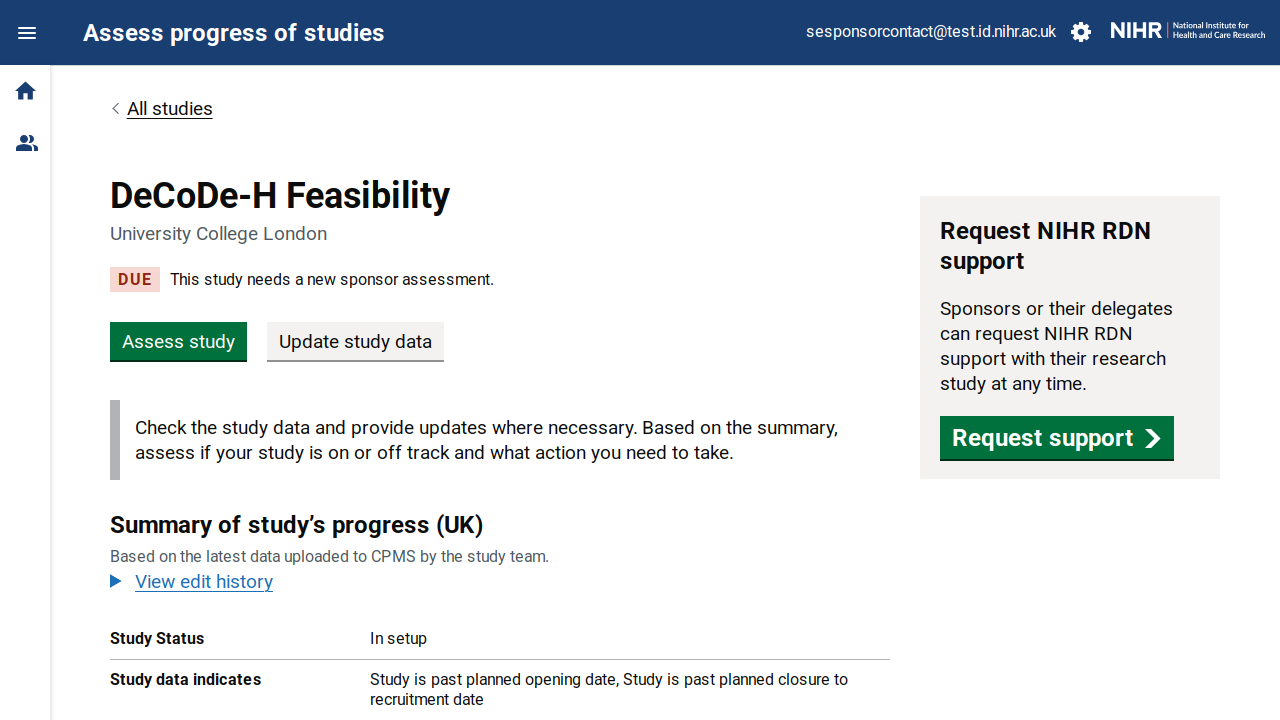 Assess progress of studies
sesponsorcontact@test.id.nihr.ac.uk
NIHR | National Institute for
Health and Care Research
All studies
DeCoDe-H Feasibility
University College London
DUE This study needs a new sponsor assessment.
Assess study
Update study data
Check the study data and provide updates where necessary. Based on the summary,
assess if your study is on or off track and what action you need to take.
Summary of study’s progress (UK)
Based on the latest data uploaded to CPMS by the study team.
View edit history
Study Status In setup
Study data indicates Study is past planned opening date, Study is past planned closure to
recruitment date
Request NIHR RDN
support
Sponsors or their delegates
can request NIHR RDN
support with their research
study at any time.
Request support